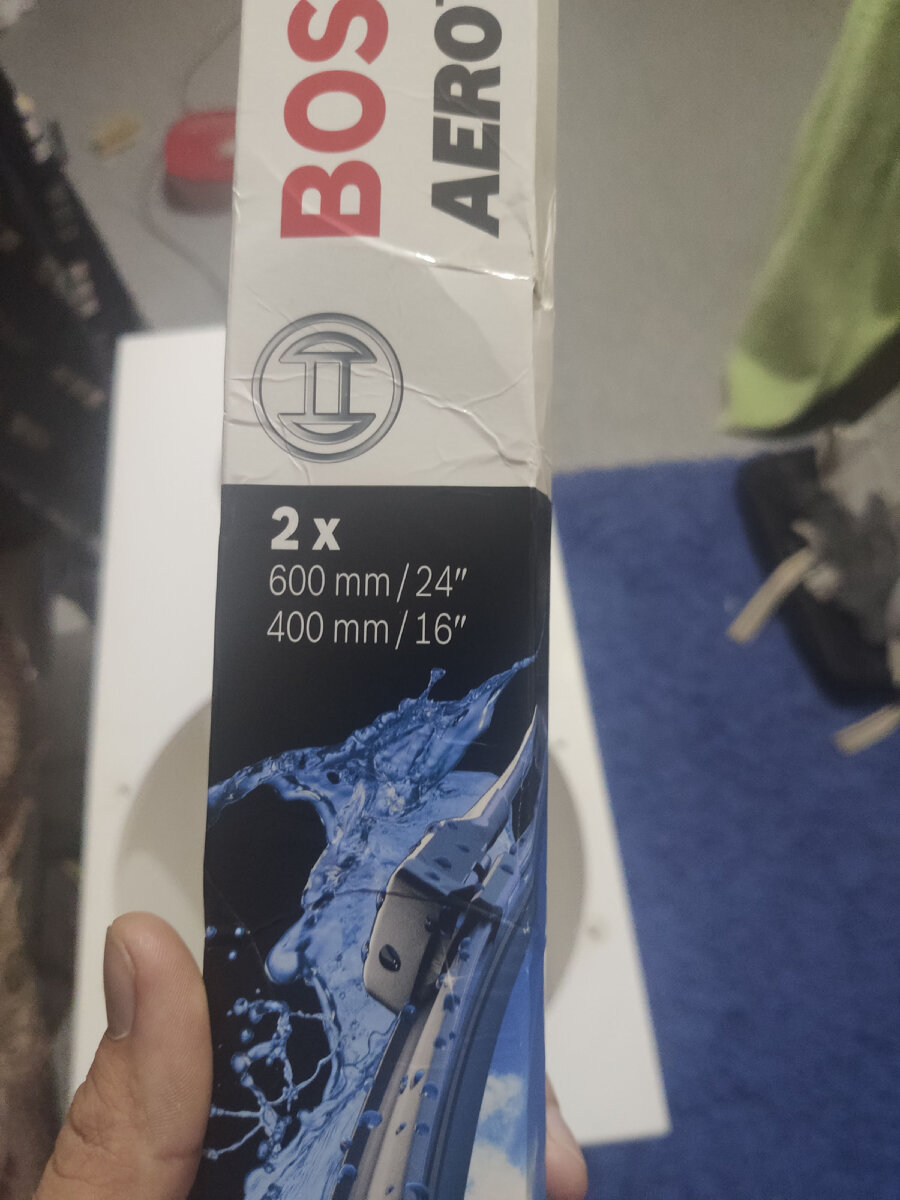 BOS
AERO
2 x
600 mm / 24"
400 mm / 16"